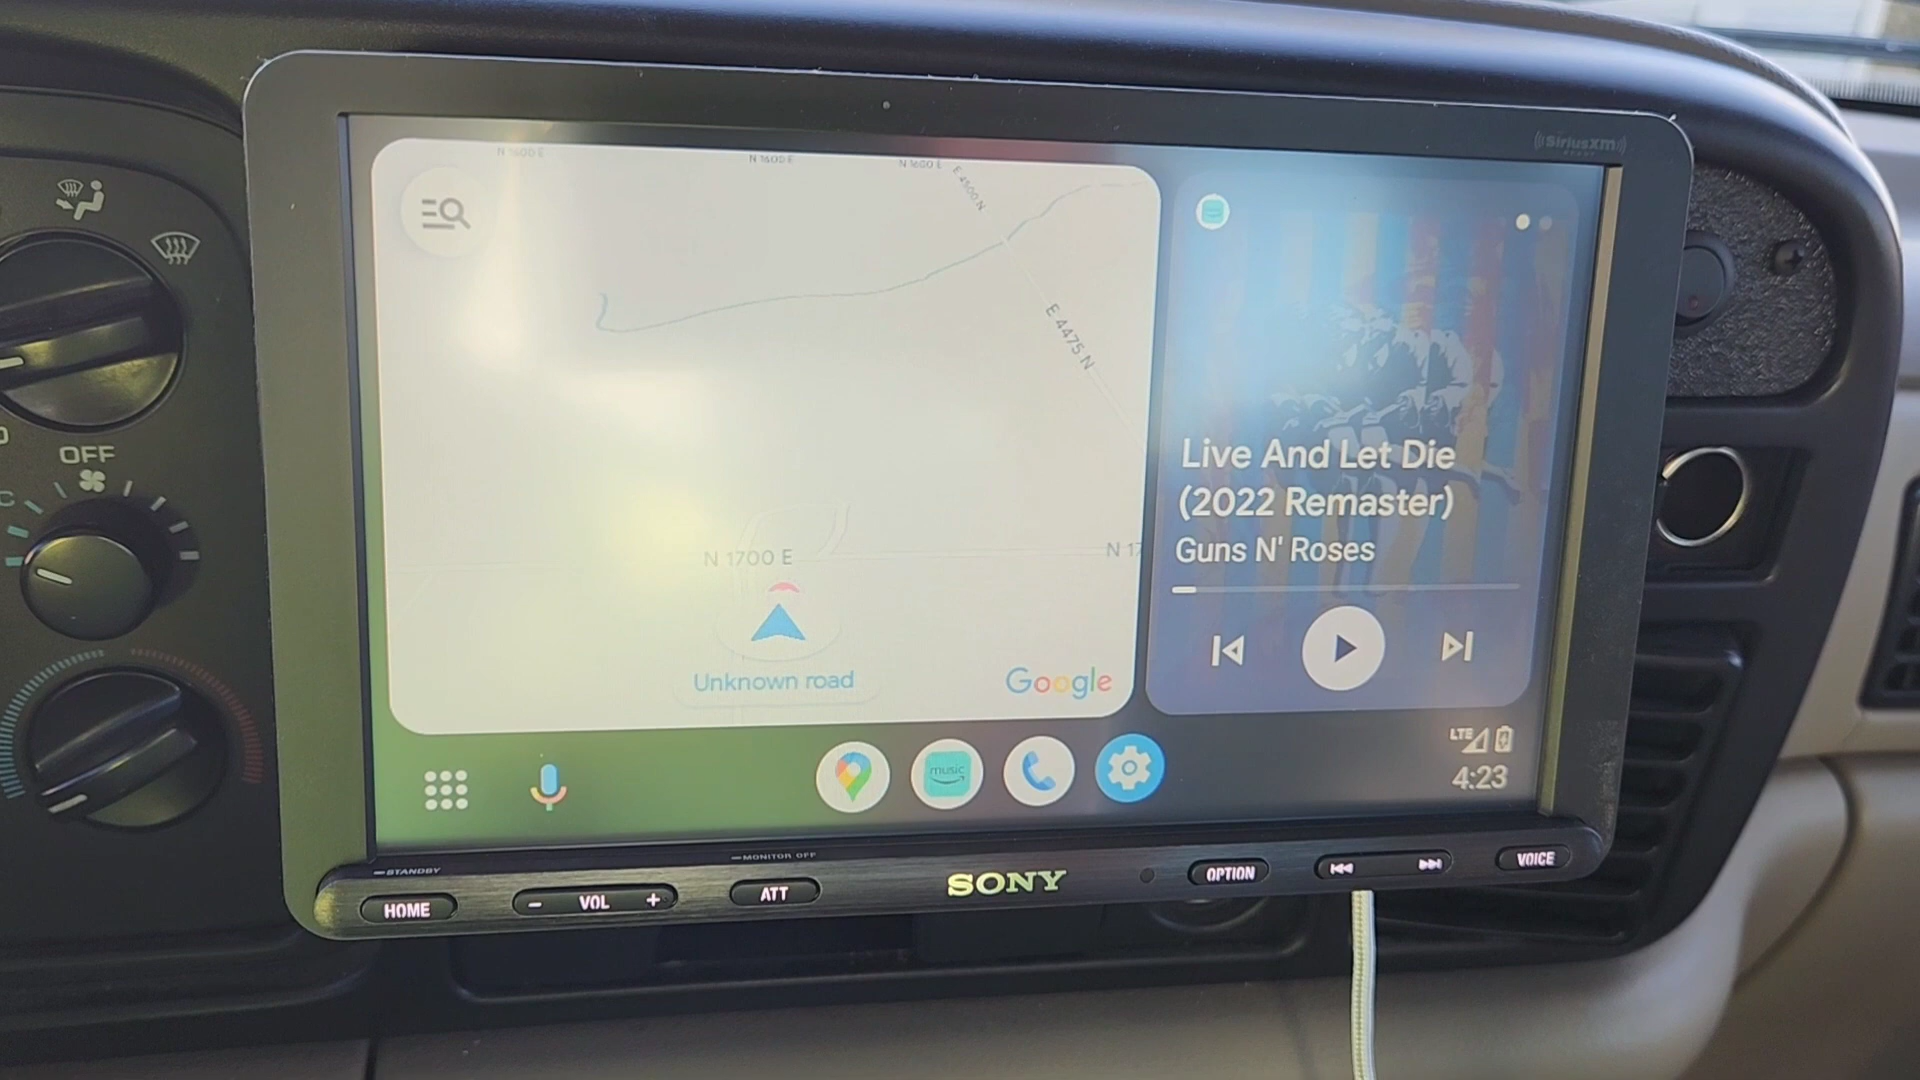 SiriusXM
N 1600 E
N 1600 E
N 1600 E
E 4500 N
E 4475 N
N 1700 E
N 17
Unknown road
Google
Live And Let Die
(2022 Remaster)
Guns N' Roses
music
LTE
4:23
OFF
C
STANDBY
MONITOR OFF
HOME
- VOL +
ATT
SONY
OPTION
VOICE